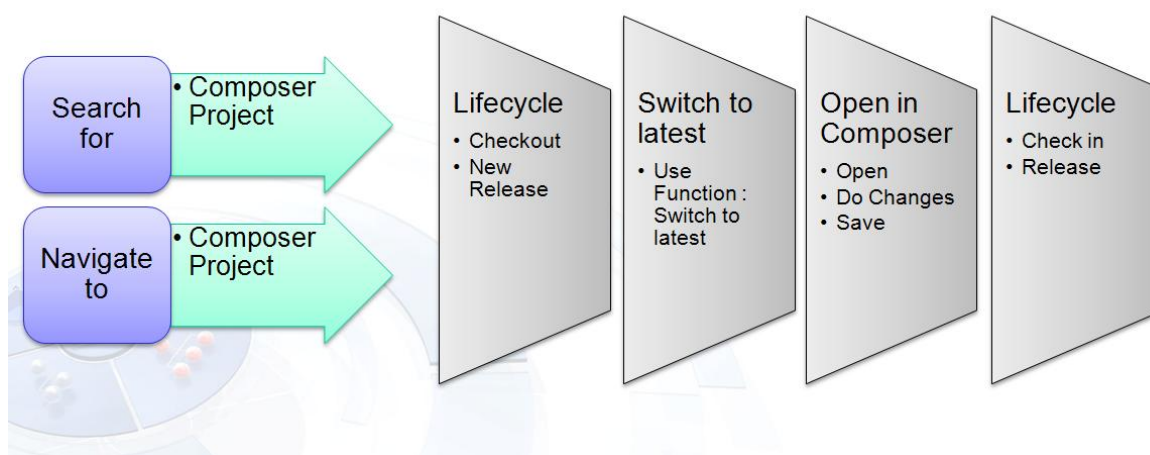 Search
for
• Composer
Project
Navigate
to
• Composer
Project
Lifecycle
• Checkout
• New
Release
Switch to
latest
• Use
Function :
Switch to
latest
Open in
Composer
• Open
• Do Changes
• Save
Lifecycle
• Check in
• Release